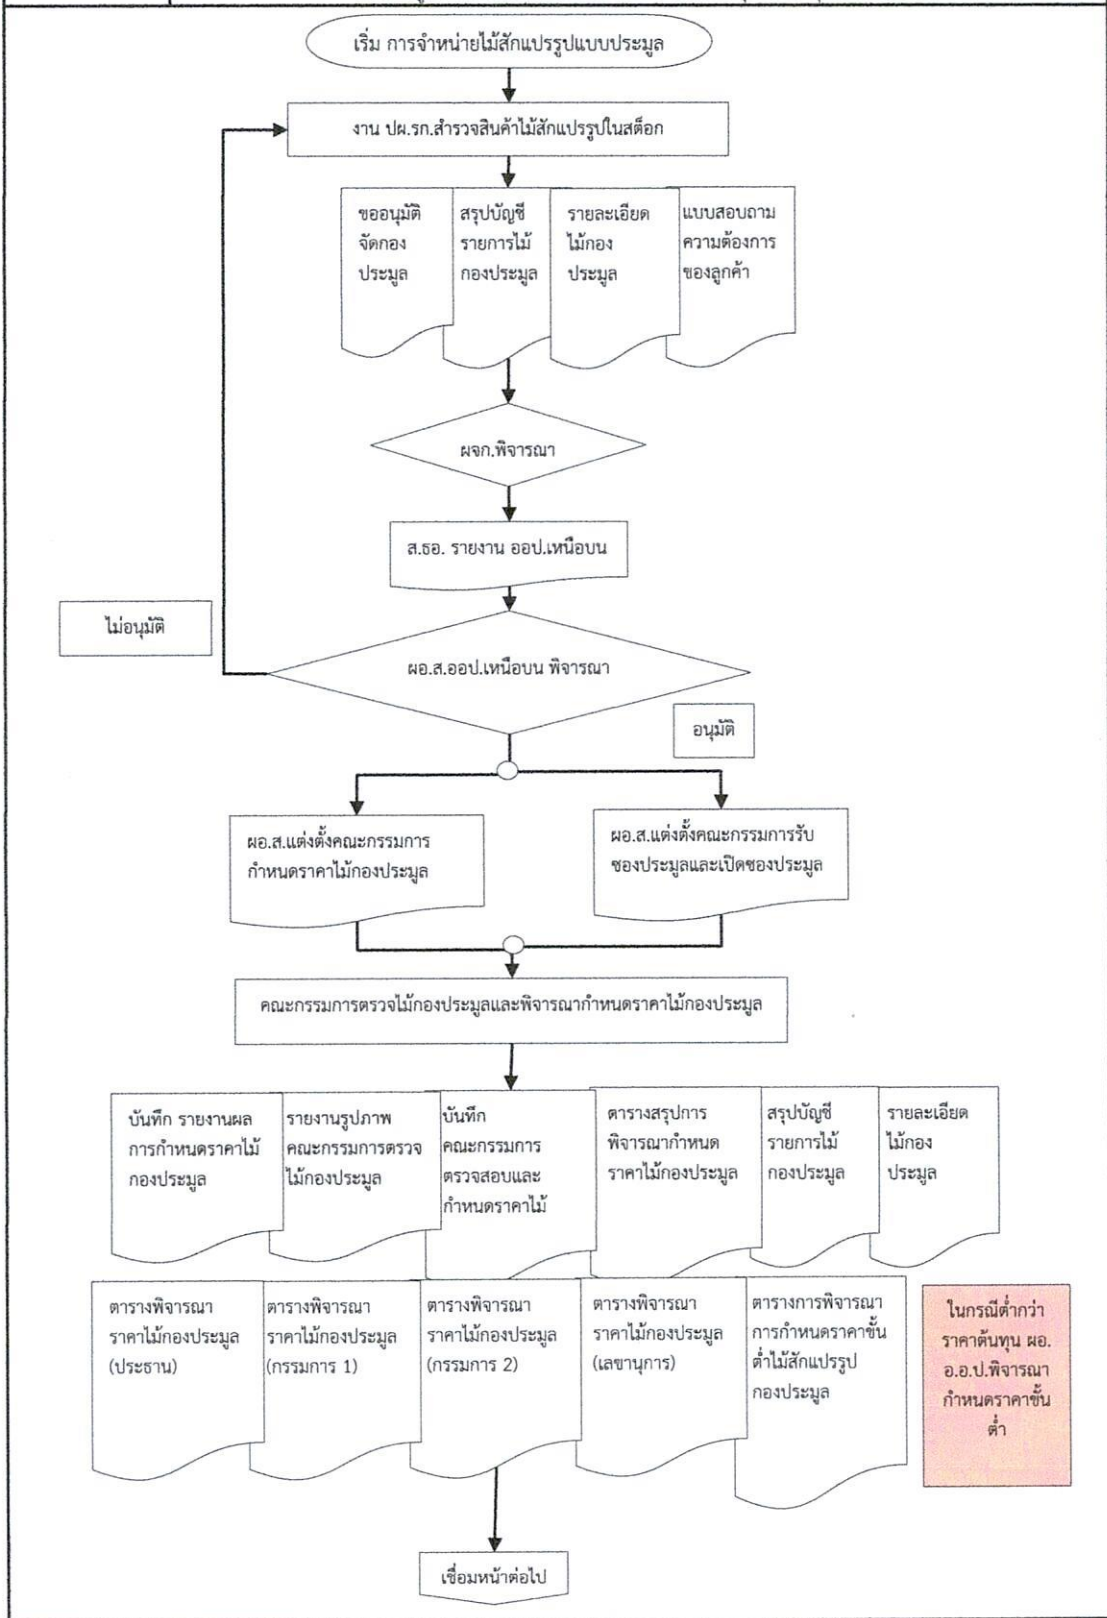 เริ่ม การจำหน่ายไม้สักแปรรูปแบบประมูล
งาน ปผ.รก.สำรวจสินค้าไม้สักแปรรูปในสต็อก
ขออนุมัติ
จัดกอง
ประมูล
สรุปบัญชี
รายการไม้
กองประมูล
รายละเอียด
ไม้กอง
ประมูล
แบบสอบถาม
ความต้องการ
ของลูกค้า
ผจก.พิจารณา
ส.ธอ. รายงาน ออป.เหนือบน
ไม่อนุมัติ
ผอ.ส.ออป.เหนือบน พิจารณา
อนุมัติ
ผอ.ส.แต่งตั้งคณะกรรมการ
กำหนดราคาไม้กองประมูล
ผอ.ส.แต่งตั้งคณะกรรมการรับ
ซองประมูลและเปิดซองประมูล
คณะกรรมการตรวจไม้กองประมูลและพิจารณากำหนดราคาไม้กองประมูล
บันทึก รายงานผล
การกำหนดราคาไม้
กองประมูล
รายงานรูปภาพ
คณะกรรมการตรวจ
ไม้กองประมูล
บันทึก
คณะกรรมการ
ตรวจสอบและ
กำหนดราคาไม้
ตารางสรุปการ
พิจารณากำหนด
ราคาไม้กองประมูล
สรุปบัญชี
รายการไม้
กองประมูล
รายละเอียด
ไม้กอง
ประมูล
ตารางพิจารณา
ราคาไม้กองประมูล
(ประธาน)
ตารางพิจารณา
ราคาไม้กองประมูล
(กรรมการ 1)
ตารางพิจารณา
ราคาไม้กองประมูล
(กรรมการ 2)
ตารางพิจารณา
ราคาไม้กองประมูล
(เลขานุการ)
ตารางการพิจารณา
การกำหนดราคาขั้น
ต่ำไม้สักแปรรูป
กองประมูล
ในกรณีต่ำกว่า
ราคาต้นทุน ผอ.
อ.อ.ป.พิจารณา
กำหนดราคาขั้น
ต่ำ
เชื่อมหน้าต่อไป